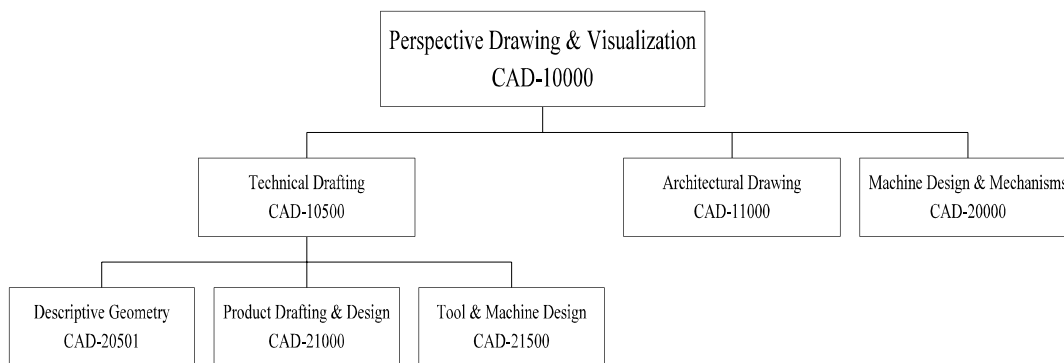 Perspective Drawing & Visualization
CAD-10000
Technical Drafting
CAD-10500
Architectural Drawing
CAD-11000
Machine Design & Mechanisms
CAD-20000
Descriptive Geometry
CAD-20501
Product Drafting & Design
CAD-21000
Tool & Machine Design
CAD-21500